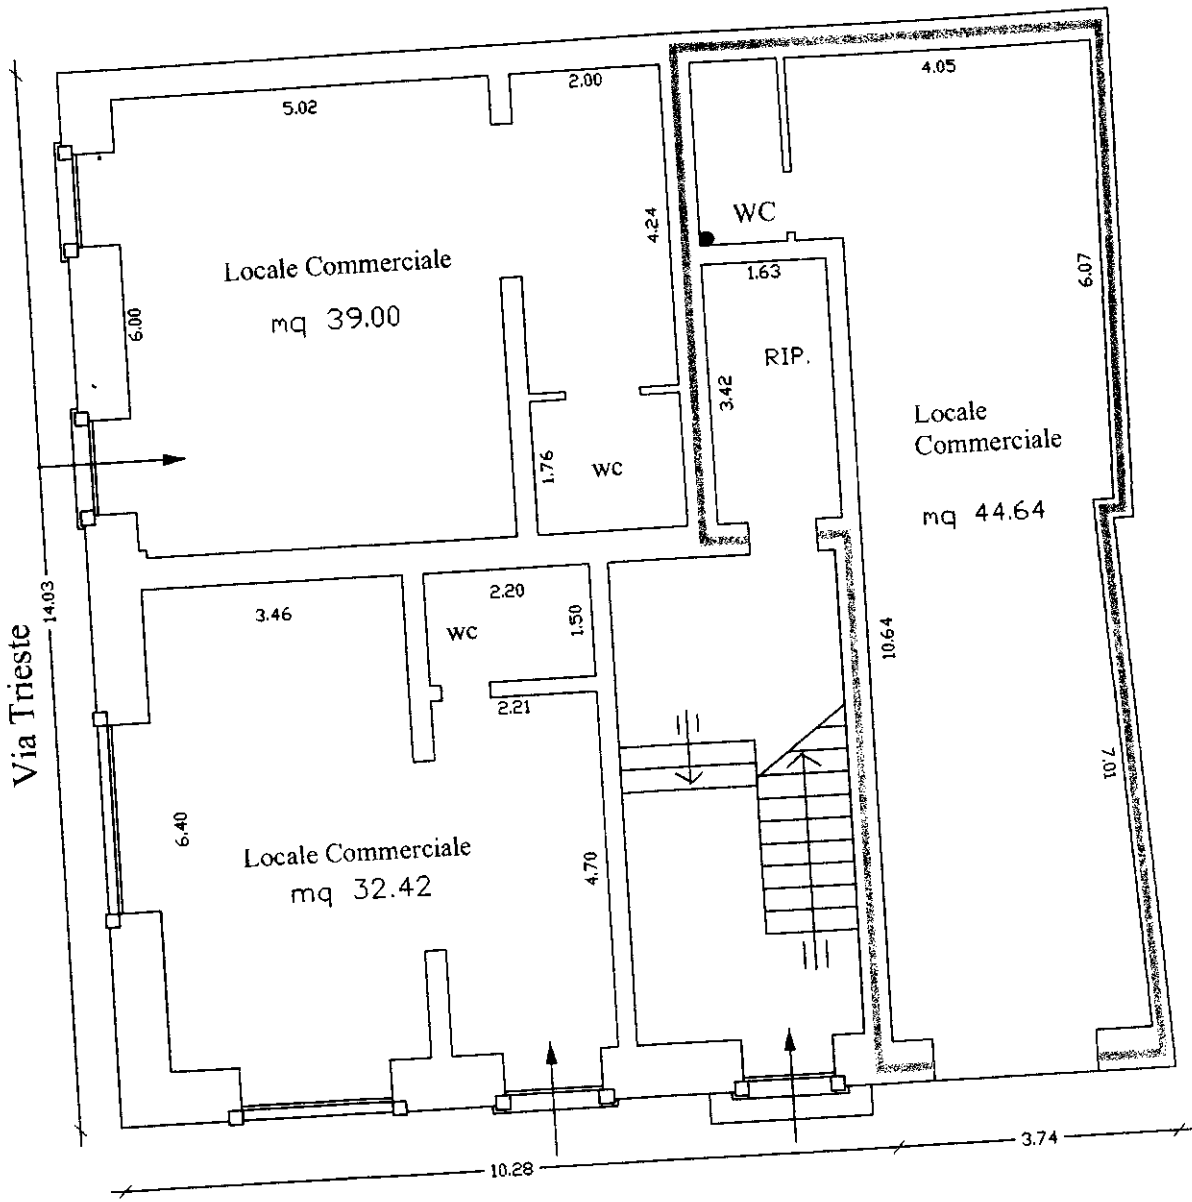 5.02
2.00
4.05
4.24
WC
1.63
6.07
Locale Commerciale
mq 39.00
6.00
RIP.
3.42
Locale
Commerciale
mq 44.64
1.76
wc
14.03
Via Trieste
3.46
2.20
wc
1.50
2.21
10.64
7.01
6.40
Locale Commerciale
mq 32.42
4.70
10.28
3.74